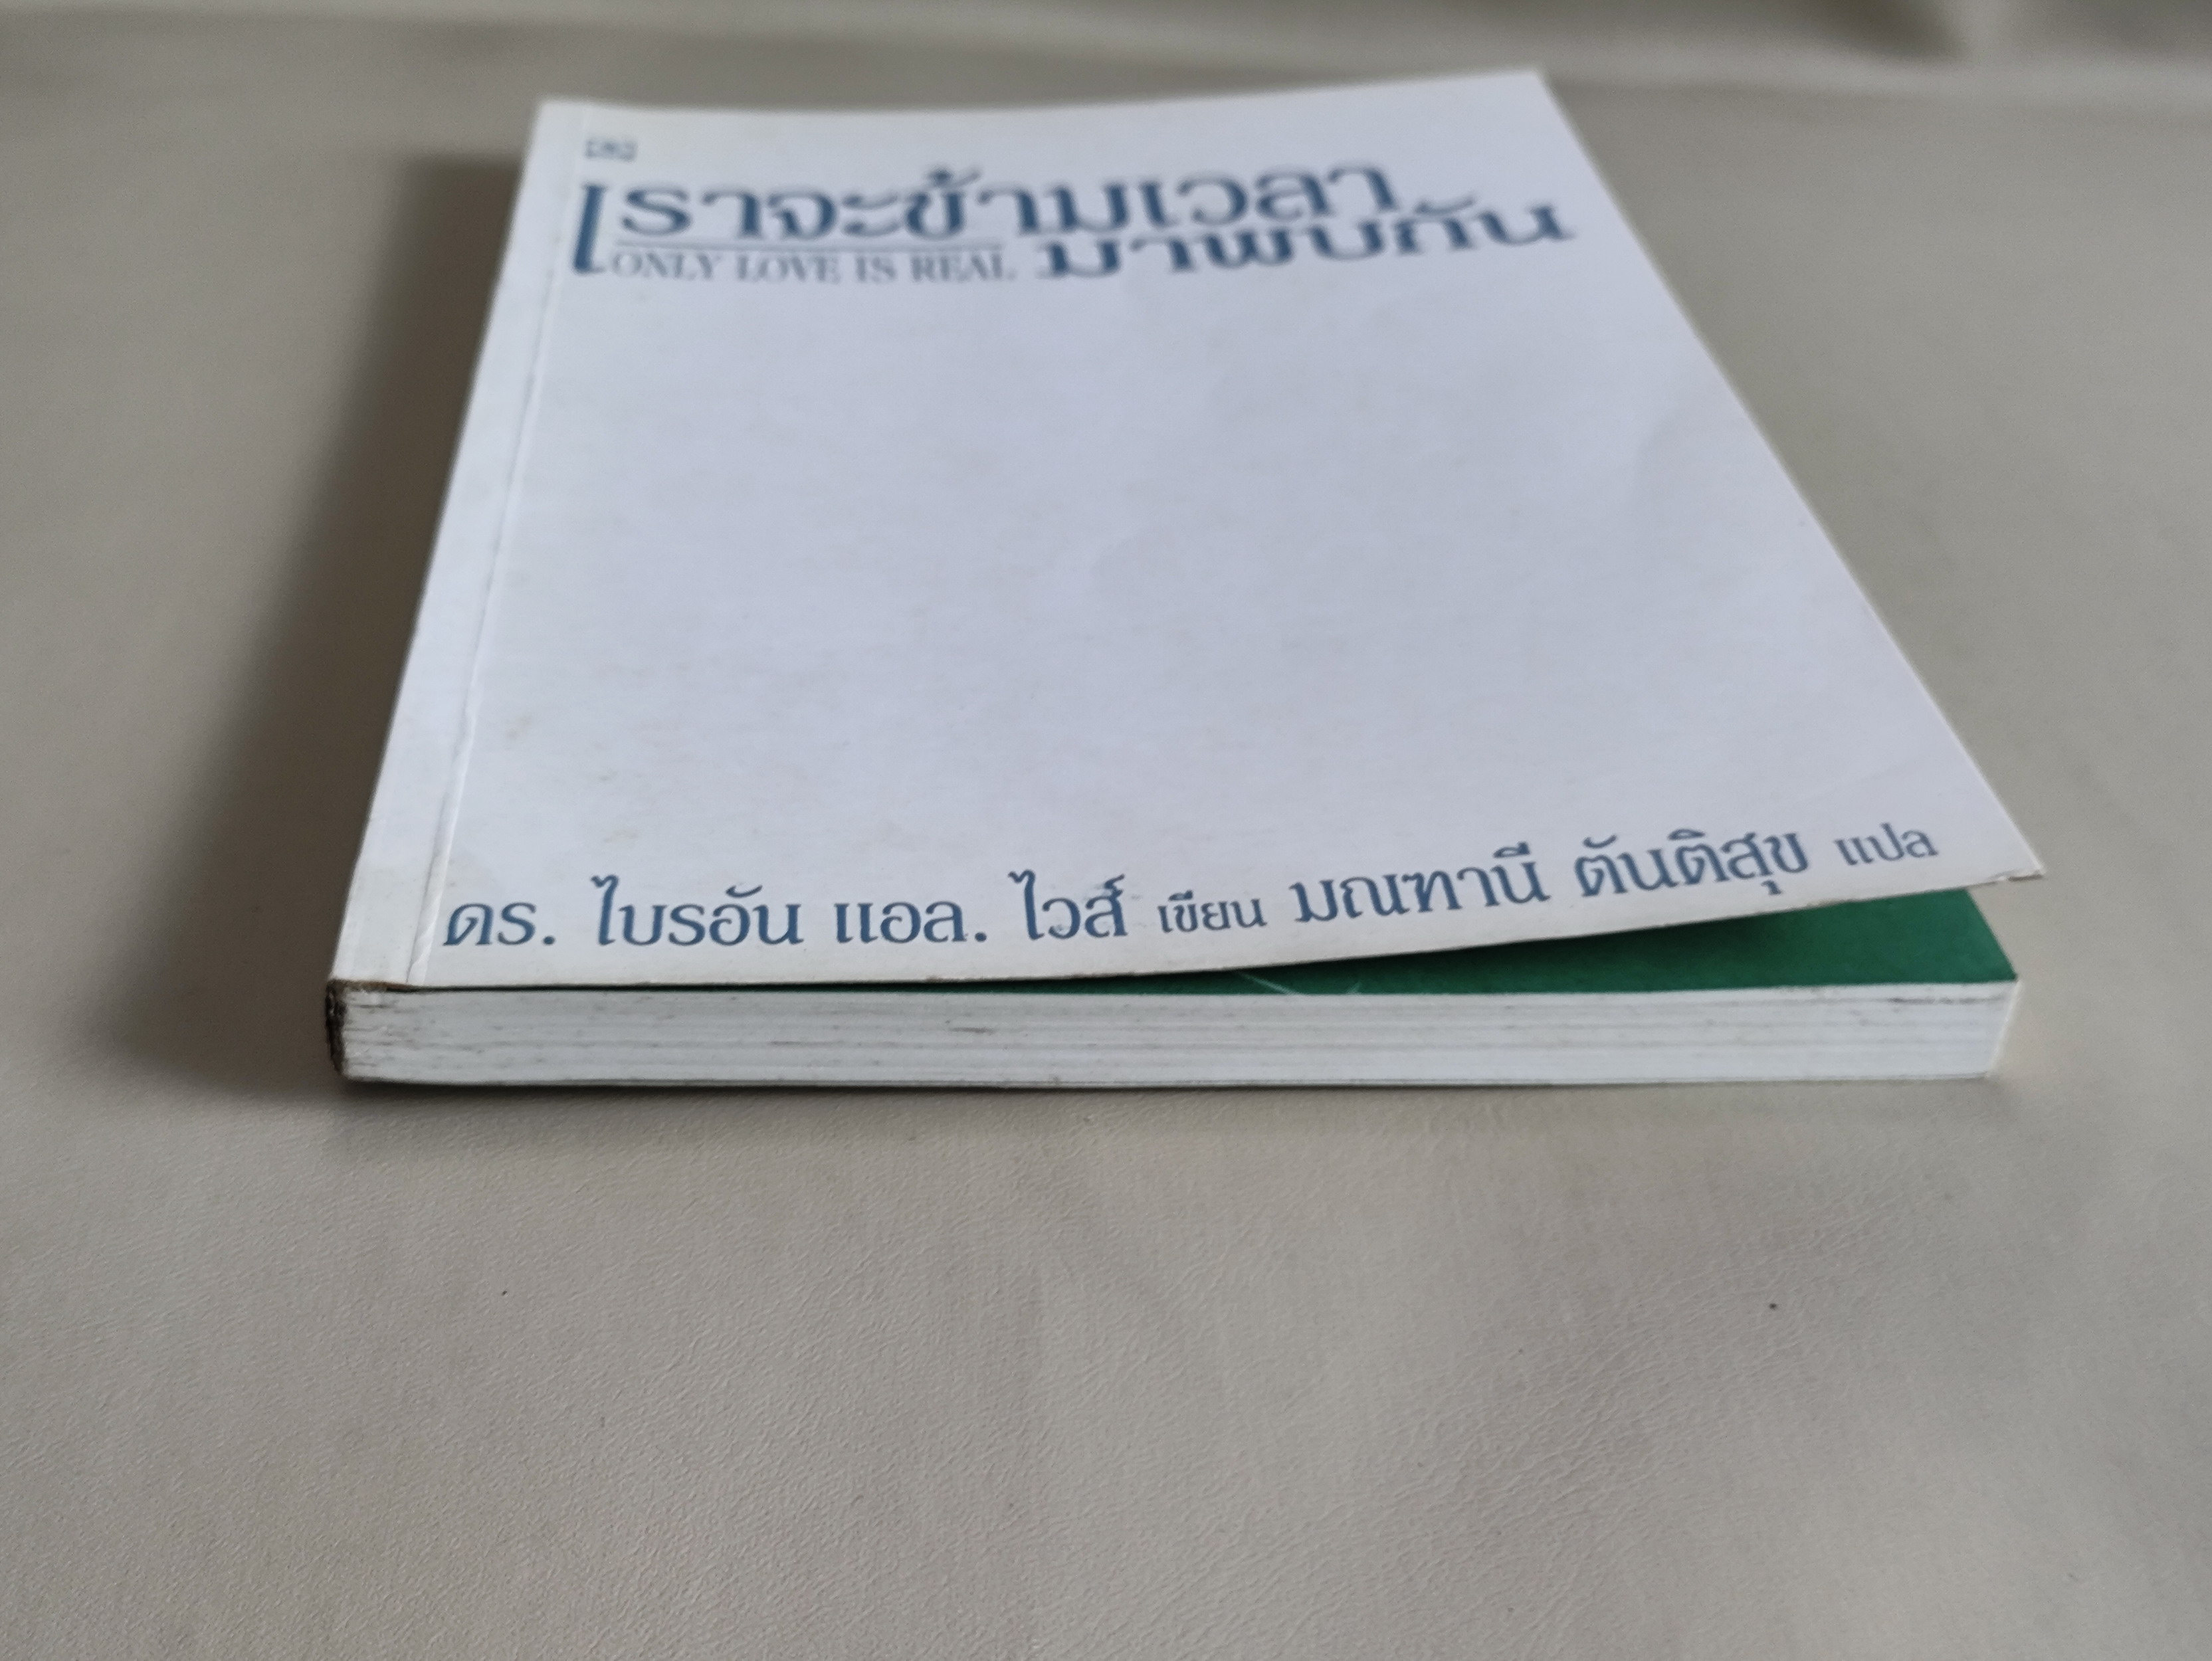 เราจะข้ามเวลา
มาพบกัน
ONLY LOVE IS REAL
ดร. ไบรอัน แอล. ไวส์ เขียน มณฑานี ตันติสุข แปล